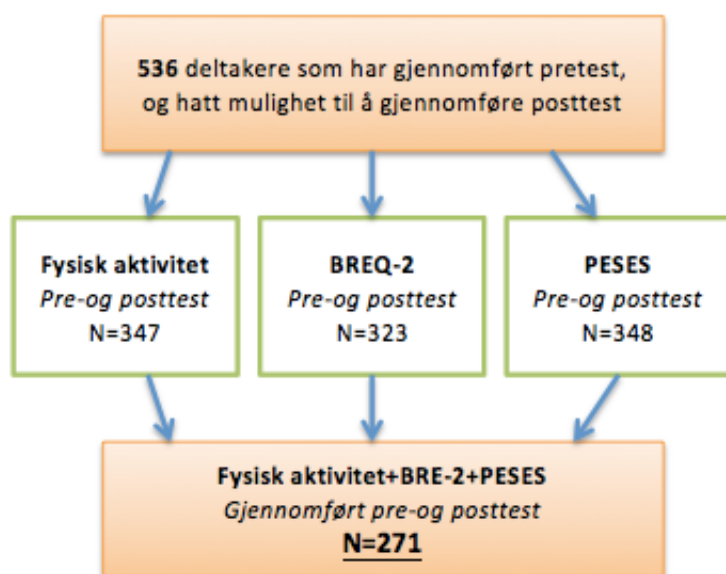 536 deltakere som har gjennomført pretest,
og hatt mulighet til å gjennomføre posttest
Fysisk aktivitet
Pre-og posttest
N=347
BREQ-2
Pre-og posttest
N=323
PESES
Pre-og posttest
N=348
Fysisk aktivitet+BRE-2+PESES
Gjennomført pre-og posttest
N=271